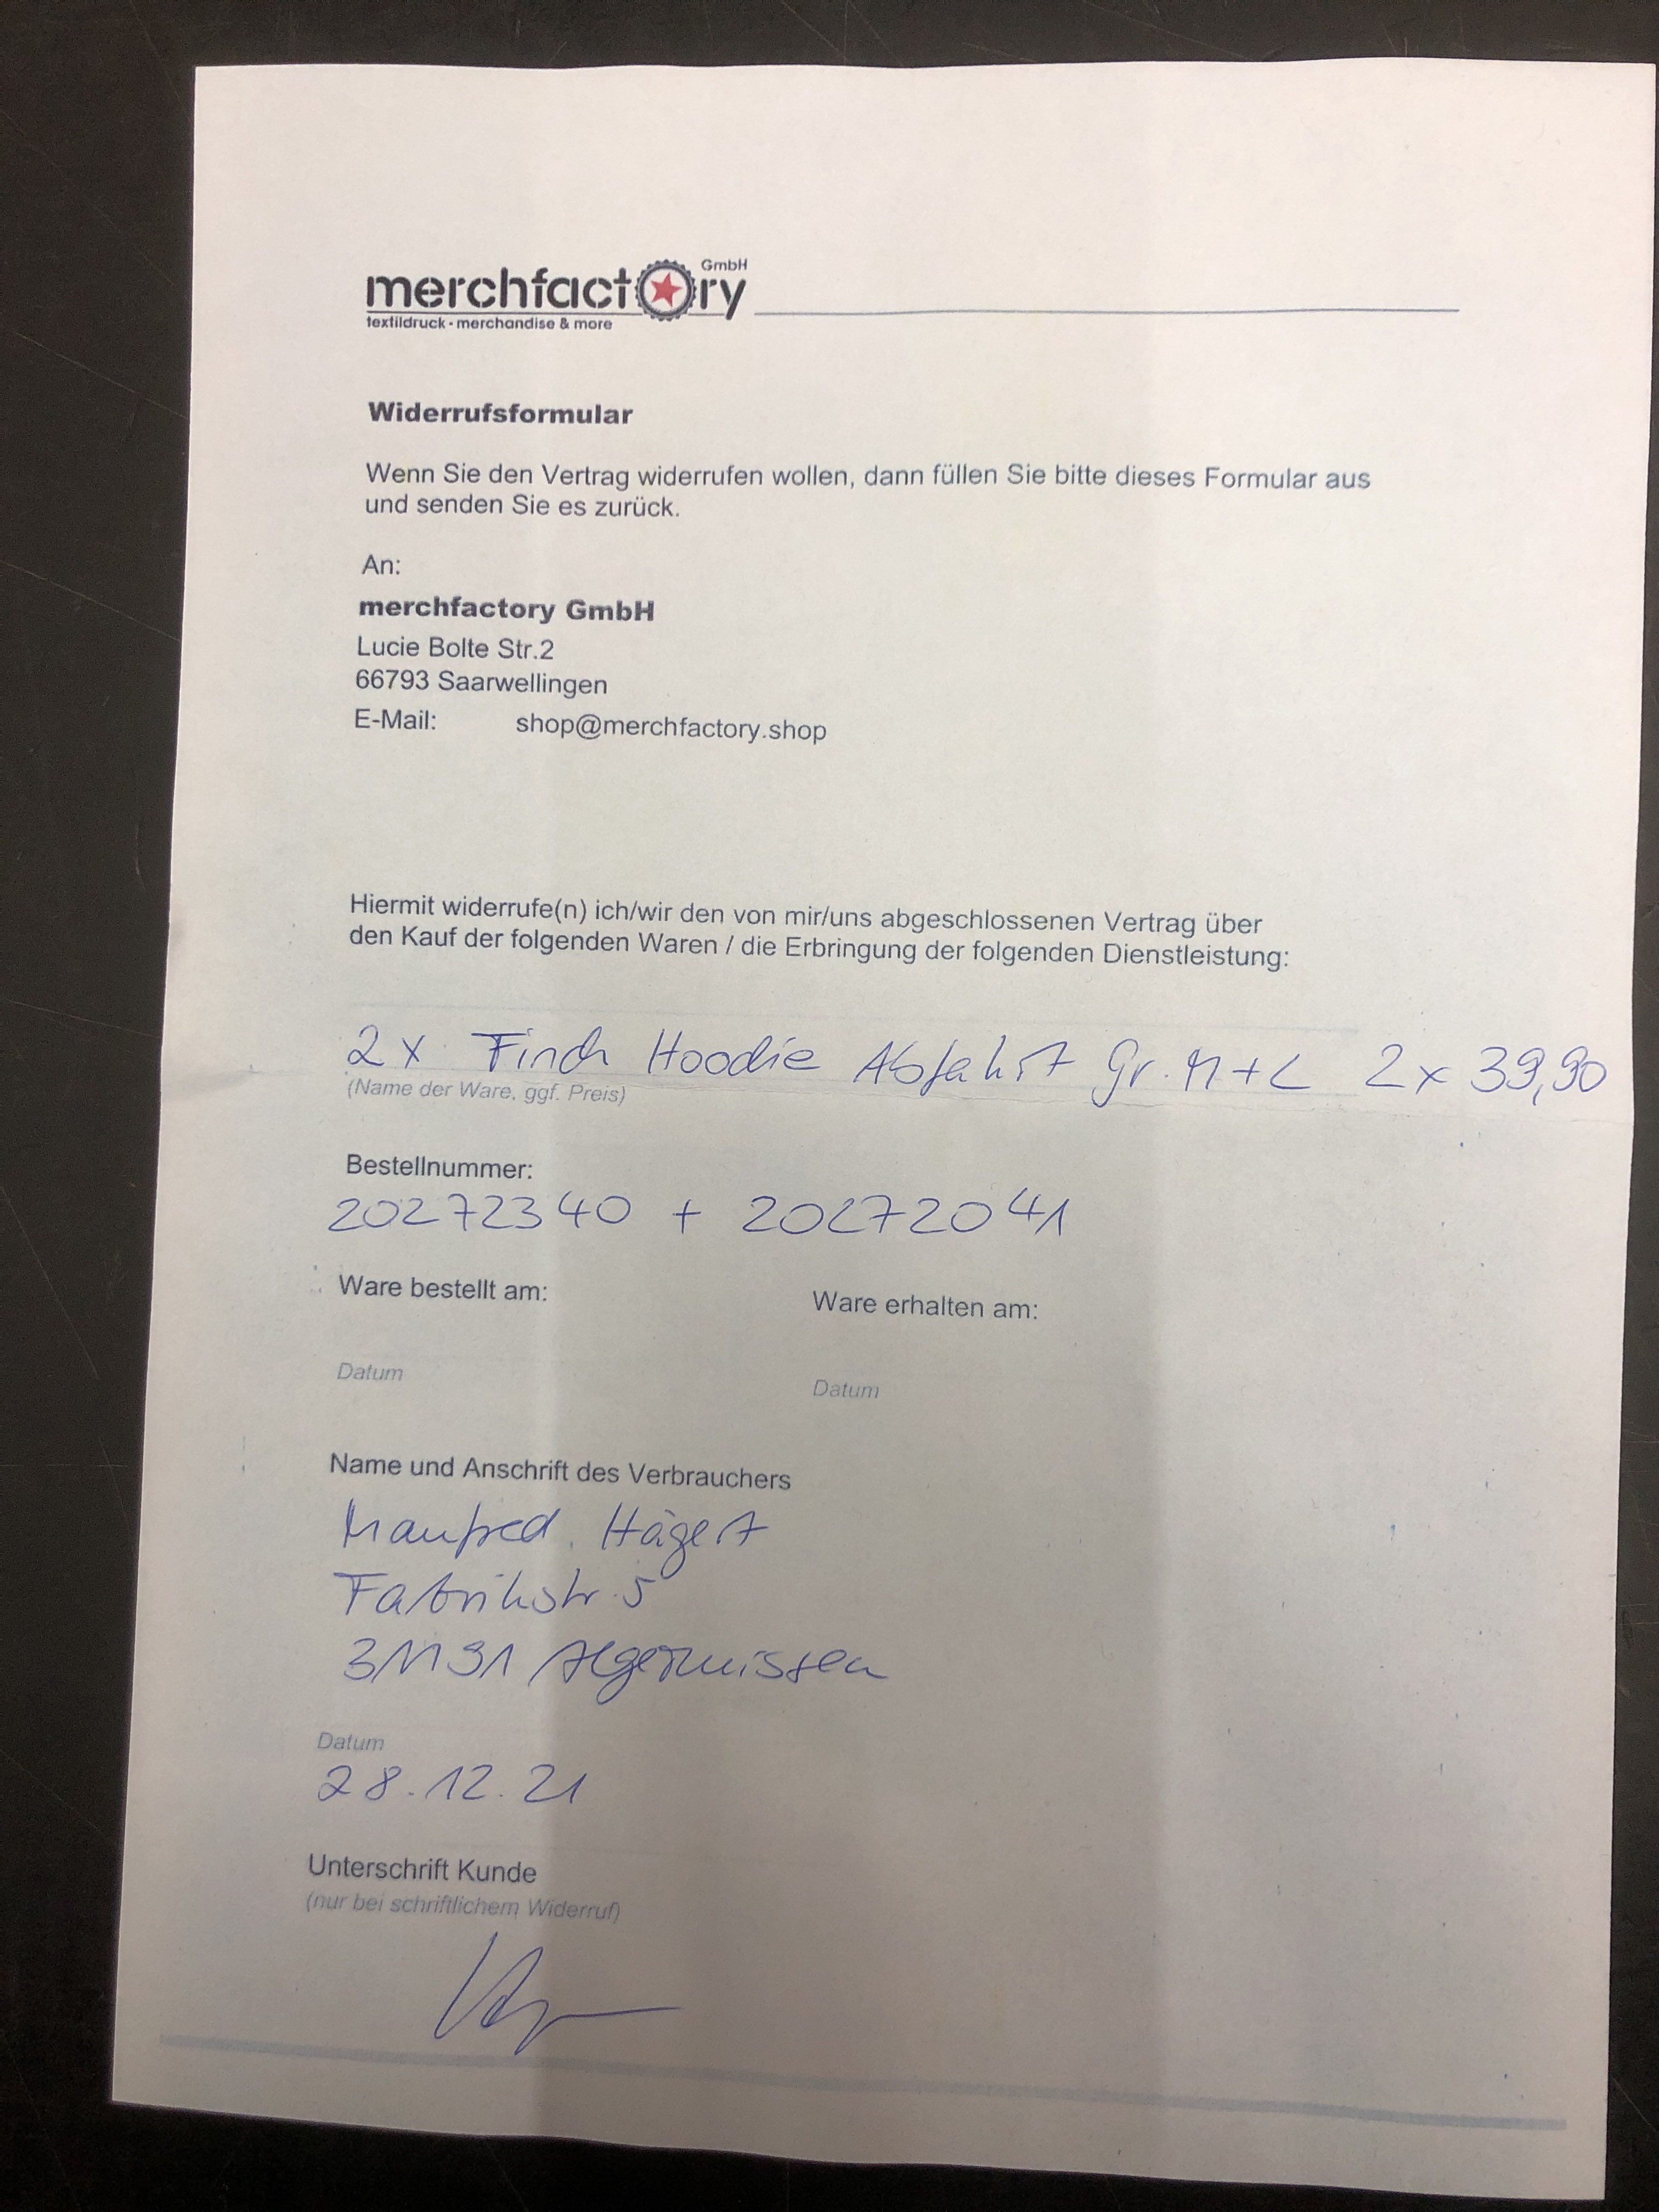 merchfactory GmbH
textildruck - merchandise & more
Widerrufsformular
Wenn Sie den Vertrag widerrufen wollen, dann füllen Sie bitte dieses Formular aus
und senden Sie es zurück.
An:
merchfactory GmbH
Lucie Bolte Str.2
66793 Saarwellingen
E-Mail: shop@merchfactory.shop
Hiermit widerrufe(n) ich/wir den von mir/uns abgeschlossenen Vertrag über
den Kauf der folgenden Waren / die Erbringung der folgenden Dienstleistung:
2x Finch Hoodie Abfahrt Gr. M+L 2x 39,90
(Name der Ware, ggf. Preis)
Bestellnummer:
20272340 + 20272041
Ware bestellt am: Ware erhalten am:
Datum Datum
Name und Anschrift des Verbrauchers
Manfred Hägert
Fabrikstr. 5
31191 Algermissen
Datum
28.12.21
Unterschrift Kunde
(nur bei schriftlichem Widerruf)